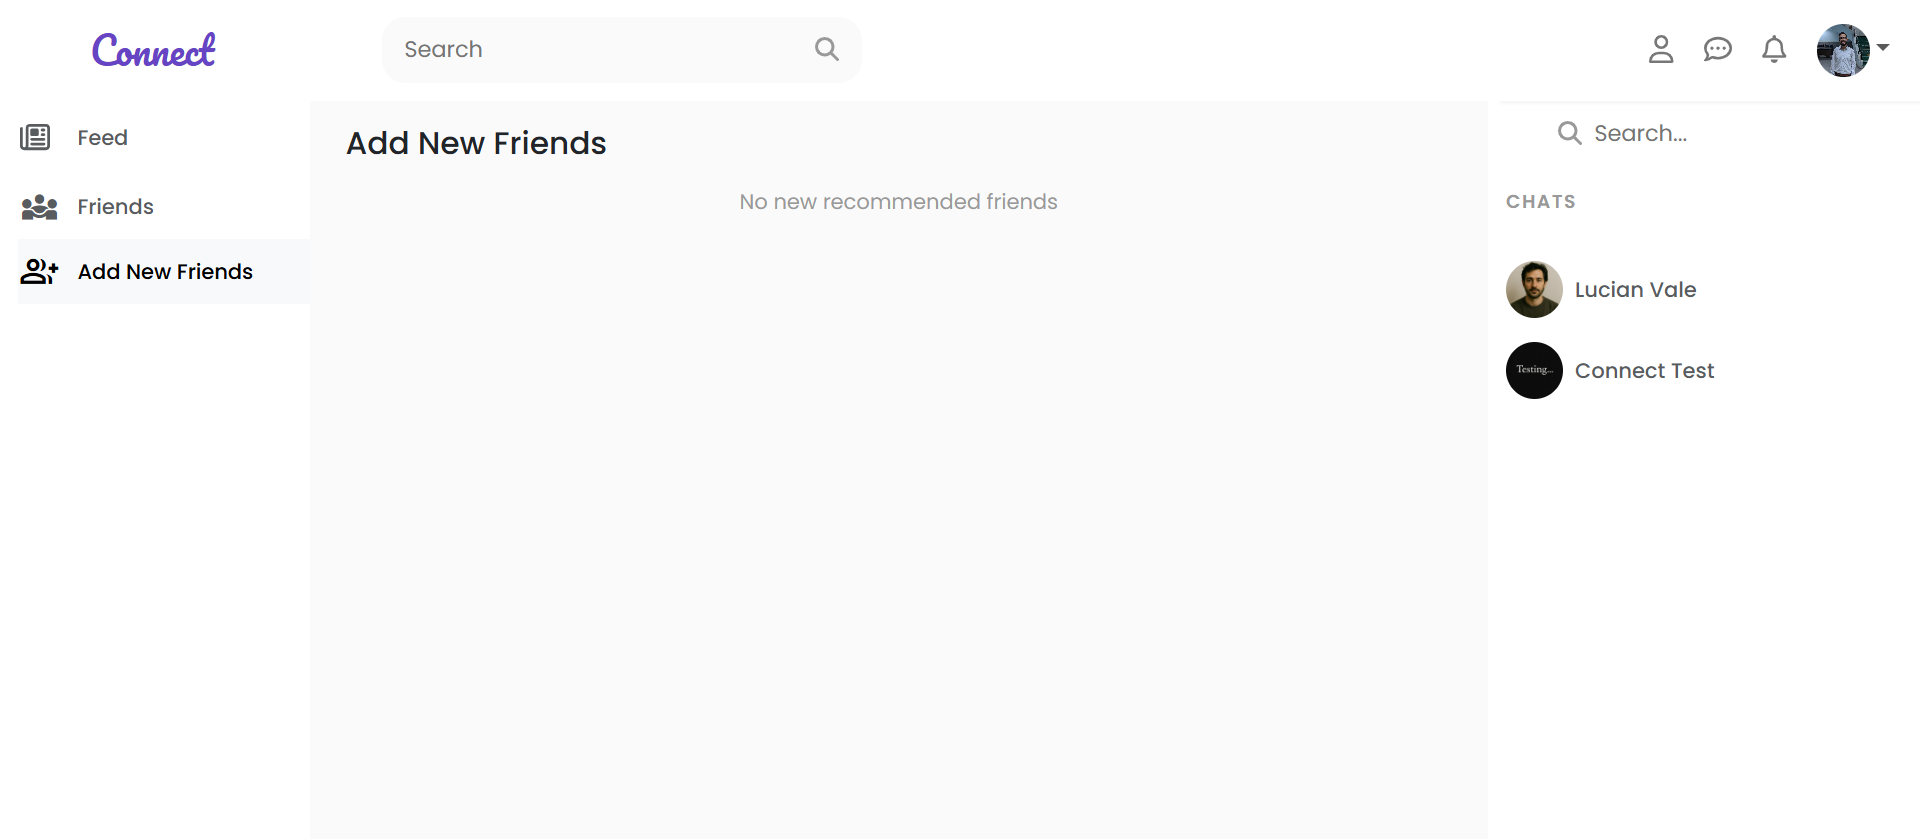 Connect
Search
Feed
Friends
Add New Friends
Add New Friends
No new recommended friends
Search...
CHATS
Lucian Vale
Testing...
Connect Test